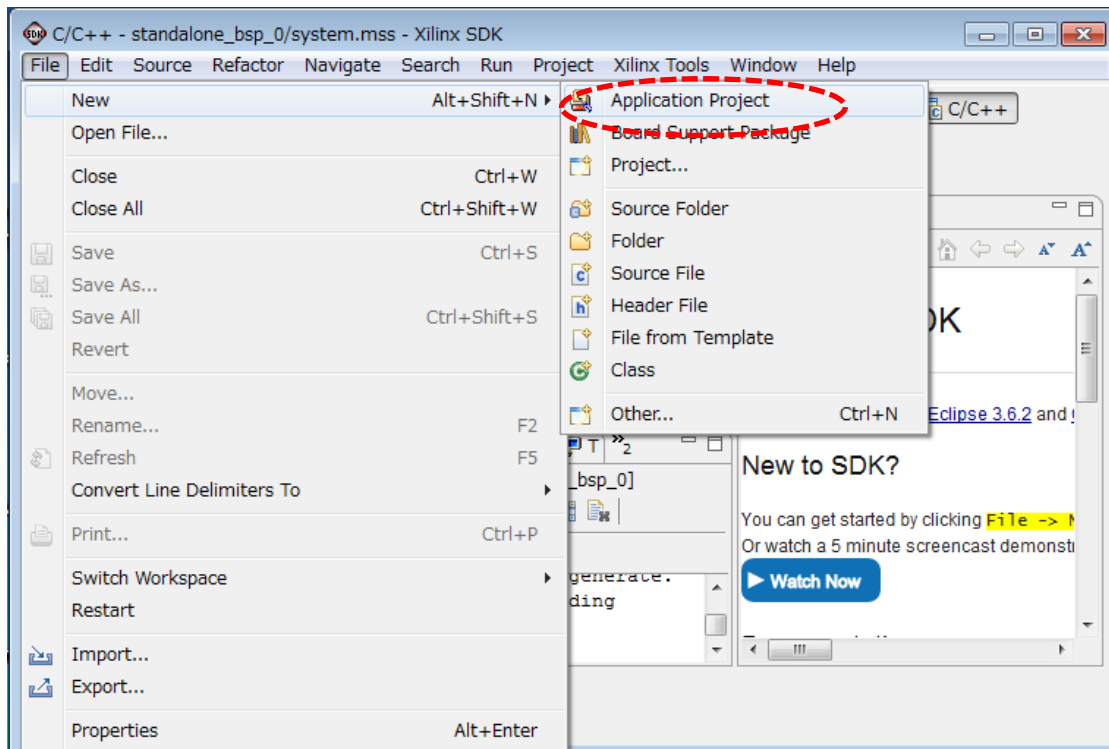 C/C++ - standalone_bsp_0/system.mss - Xilinx SDK
File Edit Source Refactor Navigate Search Run Project Xilinx Tools Window Help
New Alt+Shift+N
Open File...
Close Ctrl+W
Close All Ctrl+Shift+W
Save Ctrl+S
Save As...
Save All Ctrl+Shift+S
Revert
Move...
Rename... F2
Refresh F5
Convert Line Delimiters To
Print... Ctrl+P
Switch Workspace
Restart
Import...
Export...
Properties Alt+Enter
Application Project
Board Support Package
Project...
Source Folder
Folder
Source File
Header File
File from Template
Class
Other... Ctrl+N
C/C++
DK
Eclipse 3.6.2 and
T »2
_bsp_0]
generate.
ding
New to SDK?
You can get started by clicking File ->
Or watch a 5 minute screencast demonst
Watch Now